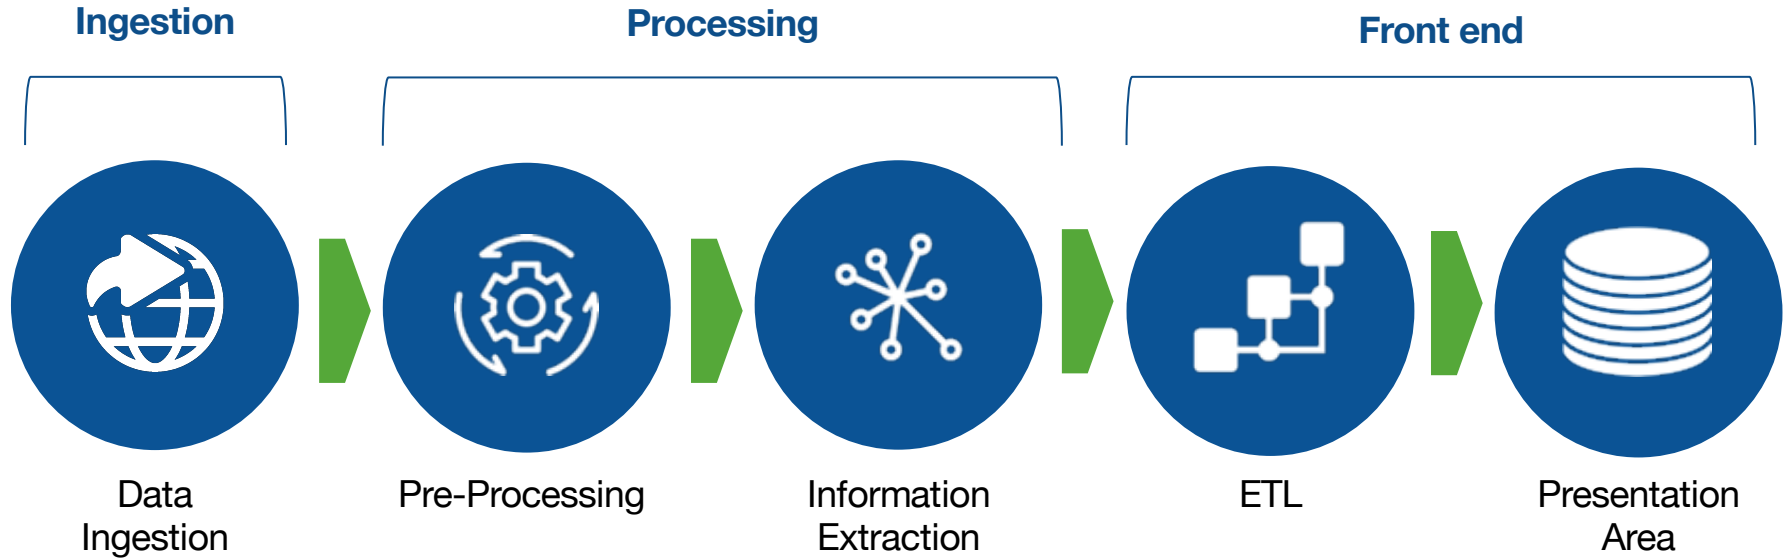 Ingestion
Processing
Front end
Data
Ingestion
Pre-Processing
Information
Extraction
ETL
Presentation
Area